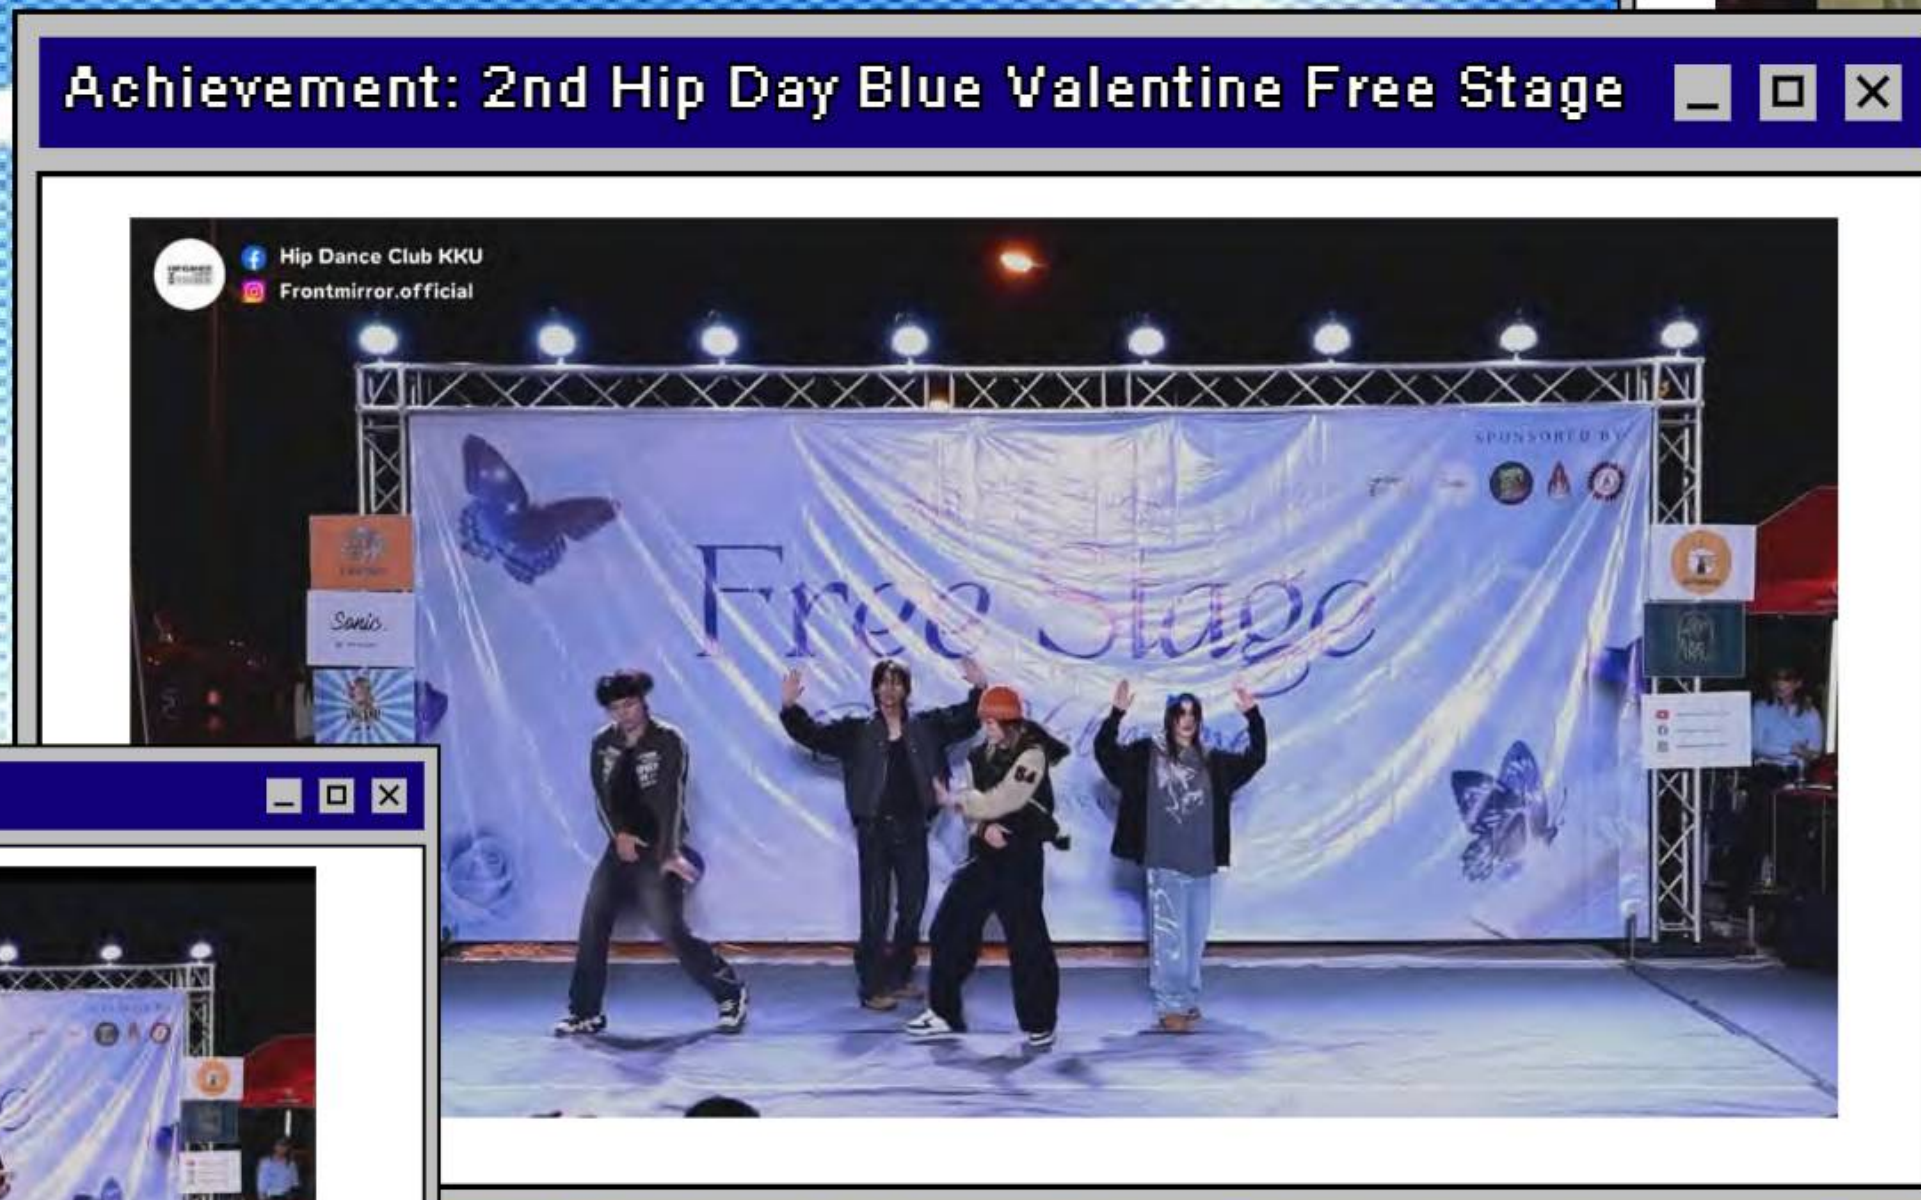 Achievement: 2nd Hip Day Blue Valentine Free Stage
Hip Dance Club KKU
Frontmirror.official
SPONSORED BY
Free Stage
Sonic.
84